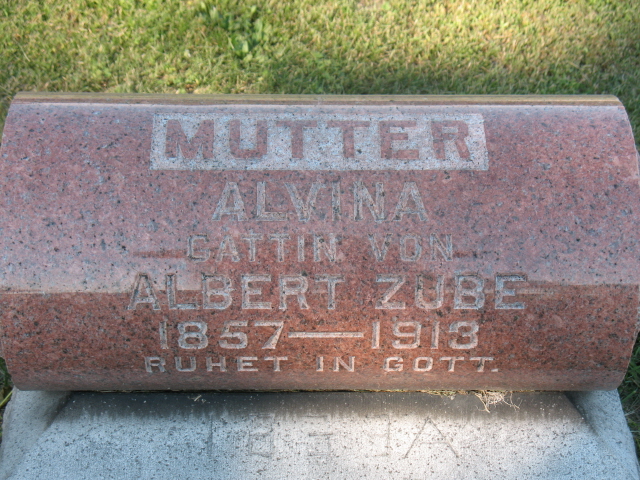 MUTTER
ALVINA
GATTIN VON
ALBERT ZUBE
1857—1913
RUHET IN GOTT.